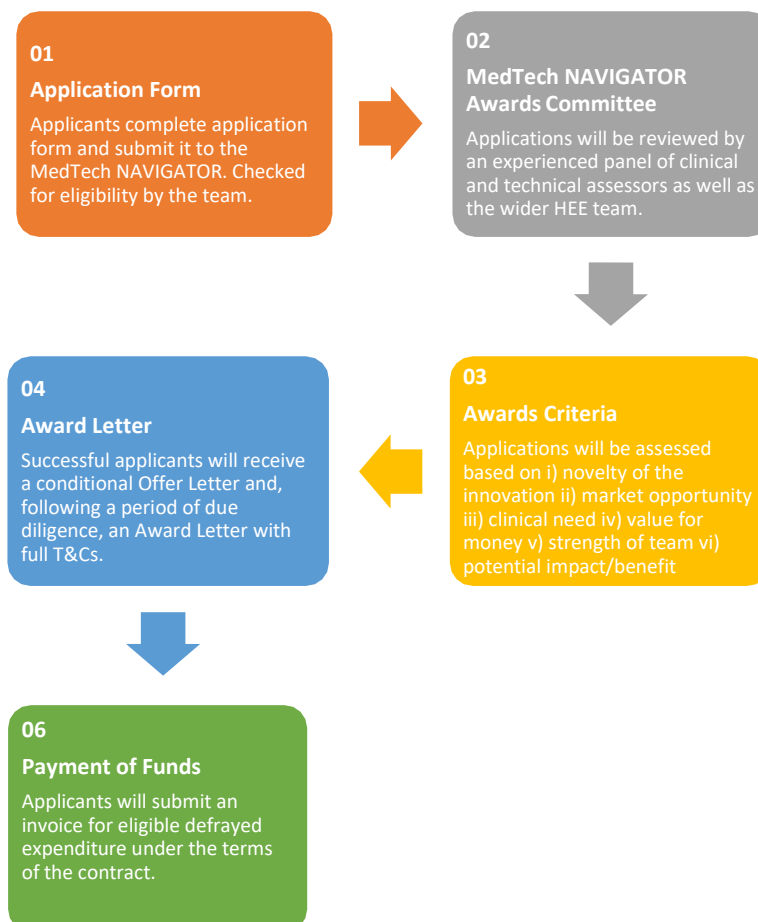 01
Application Form
Applicants complete application
form and submit it to the
MedTech NAVIGATOR. Checked
for eligibility by the team.
02
MedTech NAVIGATOR
Awards Committee
Applications will be reviewed by
an experienced panel of clinical
and technical assessors as well as
the wider HEE team.
03
Awards Criteria
Applications will be assessed
based on i) novelty of the
innovation ii) market opportunity
iii) clinical need iv) value for
money v) strength of team vi)
potential impact/benefit
04
Award Letter
Successful applicants will receive
a conditional Offer Letter and,
following a period of due
diligence, an Award Letter with
full T&Cs.
06
Payment of Funds
Applicants will submit an
invoice for eligible defrayed
expenditure under the terms
of the contract.